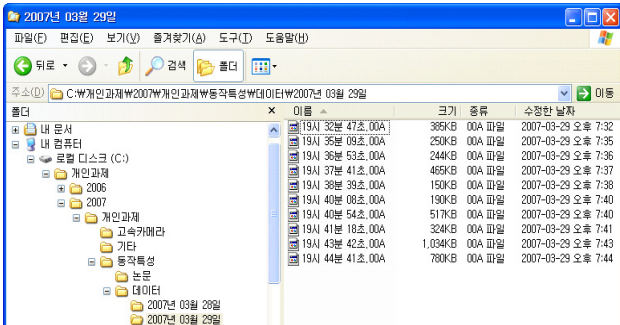 2007년 03월 29일
파일(F) 편집(E) 보기(V) 즐겨찾기(A) 도구(T) 도움말(H)
뒤로 검색 폴더
주소(D) C:₩개인과제₩2007₩개인과제₩동작특성₩데이터₩2007년 03월 29일 이동
폴더 이름 크기 종류 수정한 날짜
내 문서 19시 32분 47초,00A 385KB 00A 파일 2007-03-29 오후 7:32
내 컴퓨터 19시 35분 09초,00A 250KB 00A 파일 2007-03-29 오후 7:35
로컬 디스크 (C:) 19시 36분 53초,00A 244KB 00A 파일 2007-03-29 오후 7:36
개인과제 19시 37분 41초,00A 465KB 00A 파일 2007-03-29 오후 7:37
2006 19시 38분 39초,00A 150KB 00A 파일 2007-03-29 오후 7:38
2007 19시 40분 08초,00A 190KB 00A 파일 2007-03-29 오후 7:40
개인과제 19시 40분 54초,00A 517KB 00A 파일 2007-03-29 오후 7:40
고속카메라 19시 41분 18초,00A 324KB 00A 파일 2007-03-29 오후 7:41
기타 19시 43분 42초,00A 1,034KB 00A 파일 2007-03-29 오후 7:43
동작특성 19시 44분 41초,00A 780KB 00A 파일 2007-03-29 오후 7:44
논문
데이터
2007년 03월 28일
2007년 03월 29일